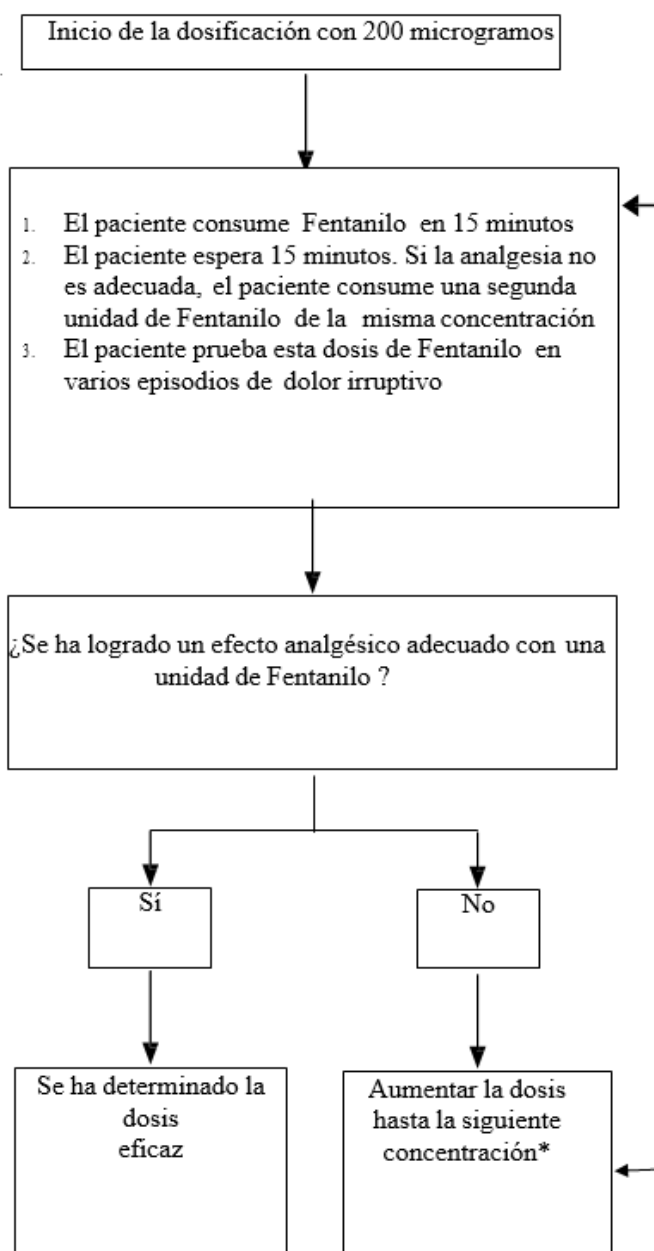 Inicio de la dosificación con 200 microgramos
1. El paciente consume Fentanilo en 15 minutos
2. El paciente espera 15 minutos. Si la analgesia no
es adecuada, el paciente consume una segunda
unidad de Fentanilo de la misma concentración
3. El paciente prueba esta dosis de Fentanilo en
varios episodios de dolor irruptivo
¿Se ha logrado un efecto analgésico adecuado con una
unidad de Fentanilo ?
Sí
No
Se ha determinado la
dosis
eficaz
Aumentar la dosis
hasta la siguiente
concentración*